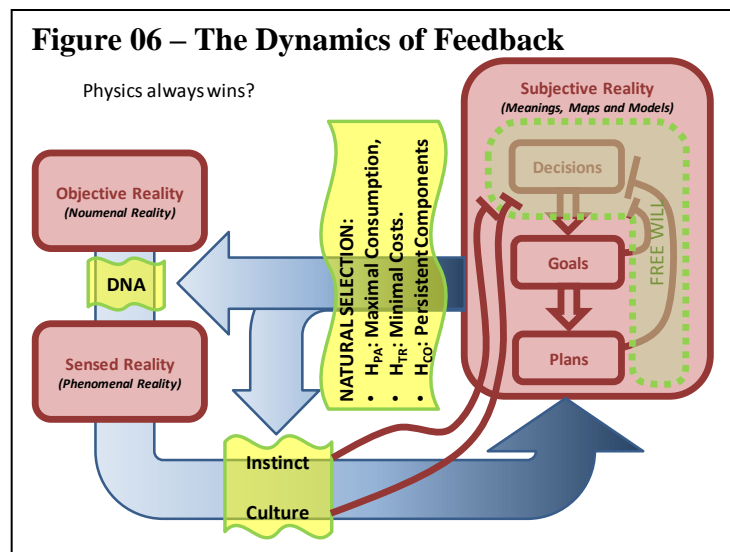 Figure 06 – The Dynamics of Feedback
Physics always wins?
Objective Reality
(Noumenal Reality)
DNA
Sensed Reality
(Phenomenal Reality)
NATURAL SELECTION:
• HPA: Maximal Consumption,
• HTR: Minimal Costs.
• HCO: Persistent Components
Instinct
Culture
Subjective Reality
(Meanings, Maps and Models)
Decisions
Goals
Plans
FREE WILL